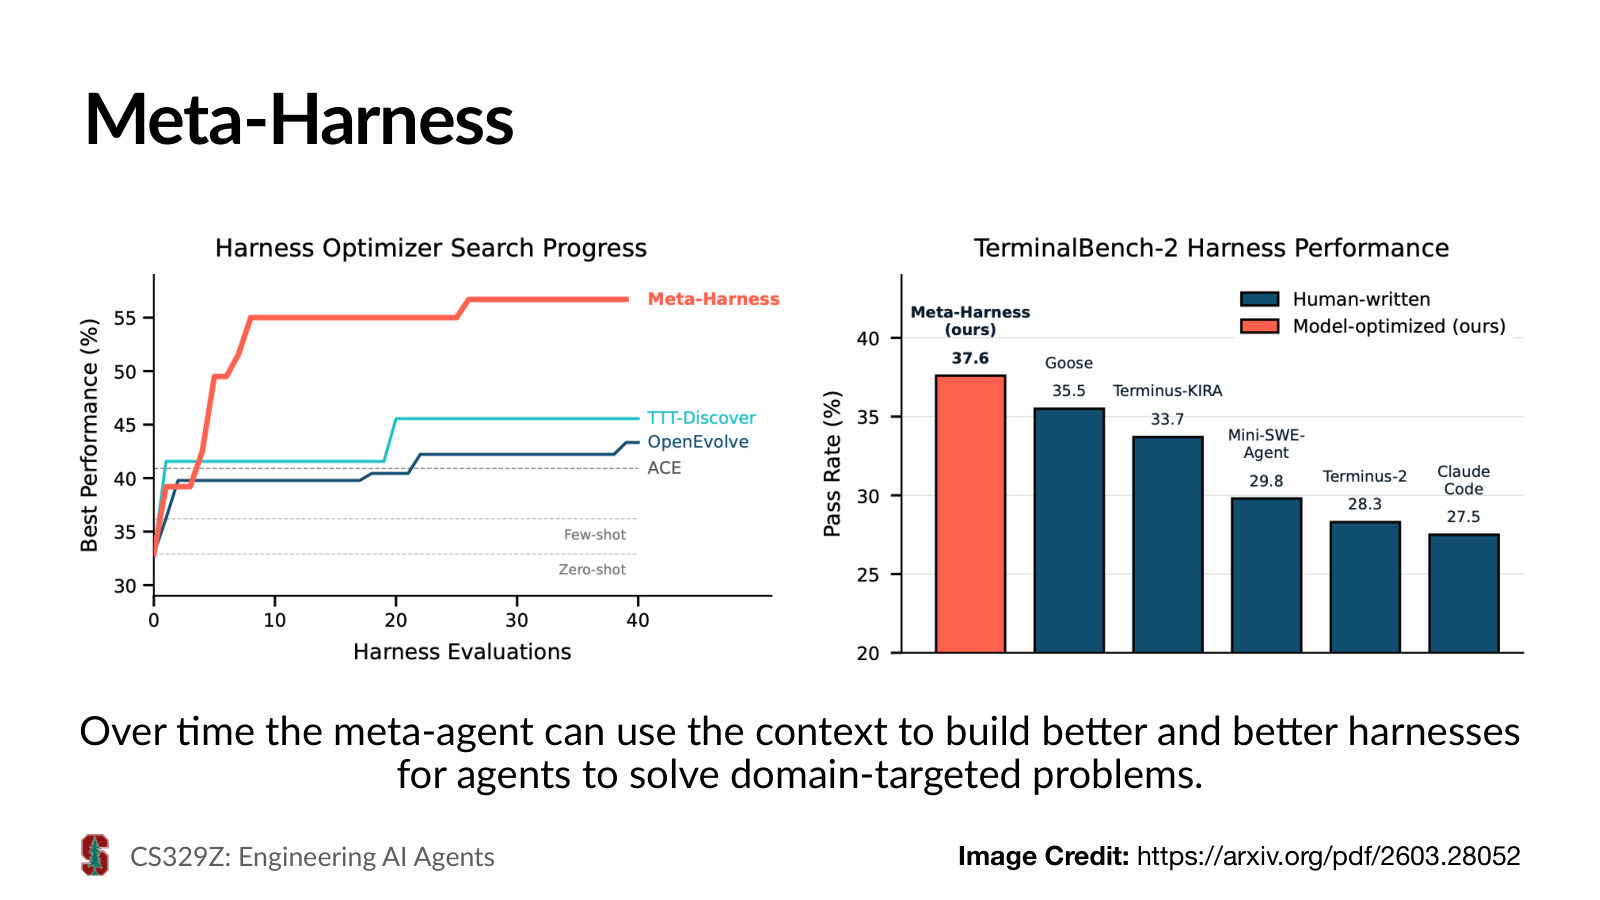 Meta-Harness
Harness Optimizer Search Progress
Best Performance (%)
55
50
45
40
35
30
0
10
20
30
40
Harness Evaluations
Meta-Harness
TTT-Discover
OpenEvolve
ACE
Few-shot
Zero-shot
TerminalBench-2 Harness Performance
Pass Rate (%)
40
35
30
25
20
Human-written
Model-optimized (ours)
Meta-Harness
(ours)
37.6
Goose
35.5
Terminus-KIRA
33.7
Mini-SWE-
Agent
29.8
Terminus-2
28.3
Claude
Code
27.5
Over time the meta-agent can use the context to build better and better harnesses
for agents to solve domain-targeted problems.
CS329Z: Engineering AI Agents
Image Credit: https://arxiv.org/pdf/2603.28052